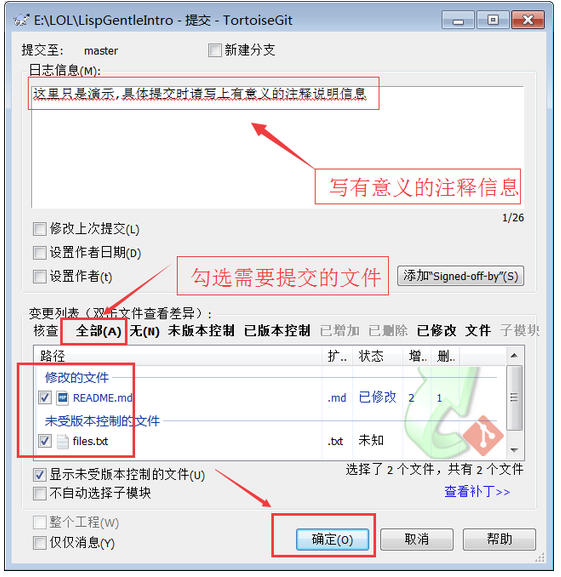 E:\LOL\LispGentleIntro - 提交 - TortoiseGit
提交至: master 新建分支
日志信息(M):
这里只是演示,具体提交时请写上有意义的注释说明信息
写有意义的注释信息
1/26
修改上次提交(L)
设置作者日期(D)
设置作者(t)
勾选需要提交的文件
添加"Signed-off-by"(S)
变更列表（双击文件查看差异）:
核查 全部(A) 无(N) 未版本控制 已版本控制 已增加 已删除 已修改 文件 子模块
路径 扩.. 状态 增.. 删..
修改的文件
README.md .md 已修改 2 1
未受版本控制的文件
files.txt .txt 未知
显示未受版本控制的文件(U) 选择了 2 个文件，共有 2 个文件
不自动选择子模块 查看补丁>>
整个工程(W)
仅仅消息(Y)
确定(O) 取消 帮助